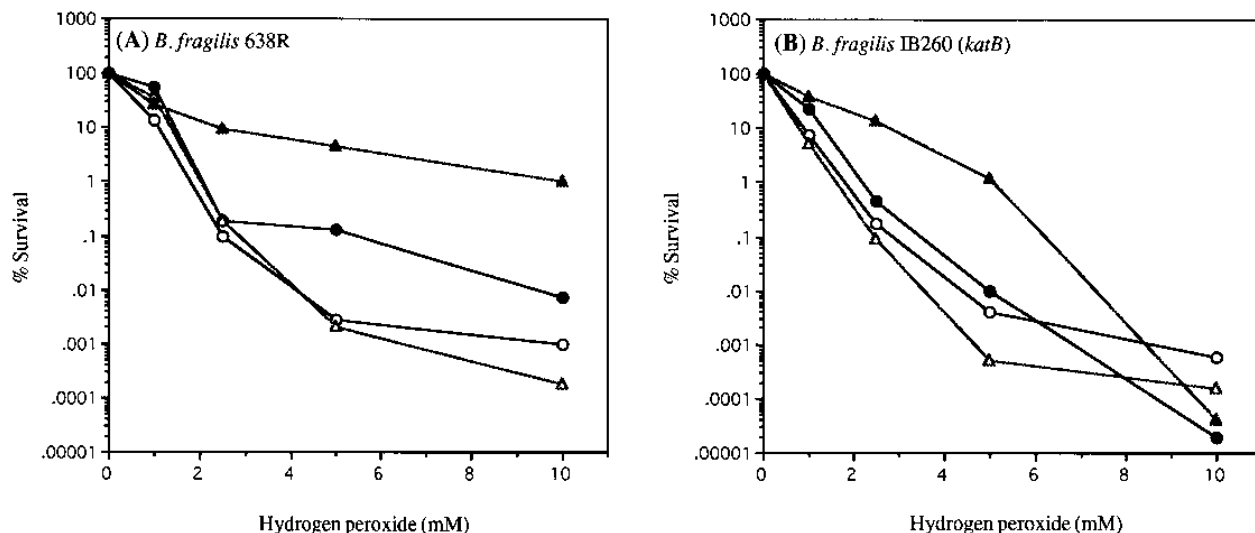 (A) B. fragilis 638R
1000
100
10
1
.1
.01
.001
.0001
.00001
% Survival
0 2 4 6 8 10
Hydrogen peroxide (mM)
(B) B. fragilis IB260 (katB)
1000
100
10
1
.1
.01
.001
.0001
.00001
% Survival
0 2 4 6 8 10
Hydrogen peroxide (mM)